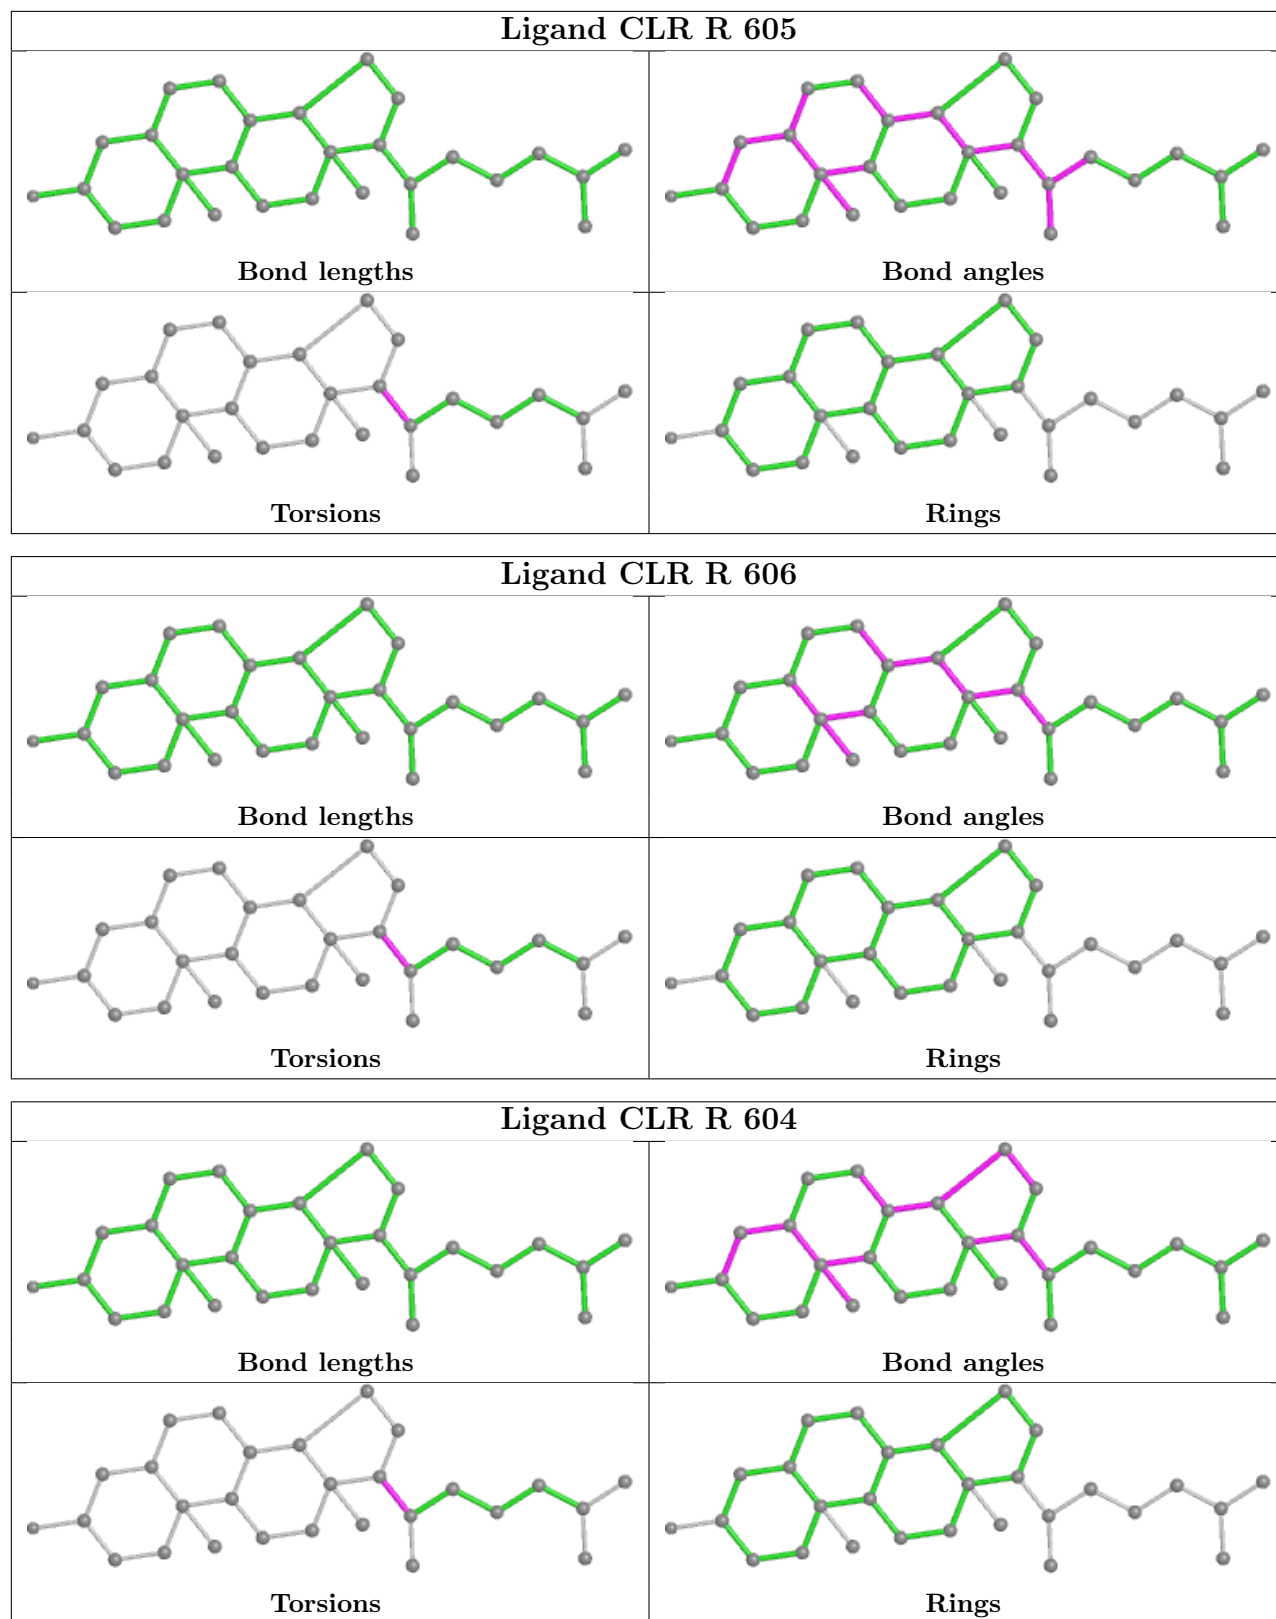 Ligand CLR R 605
Bond lengths
Bond angles
Torsions
Rings
Ligand CLR R 606
Bond lengths
Bond angles
Torsions
Rings
Ligand CLR R 604
Bond lengths
Bond angles
Torsions
Rings